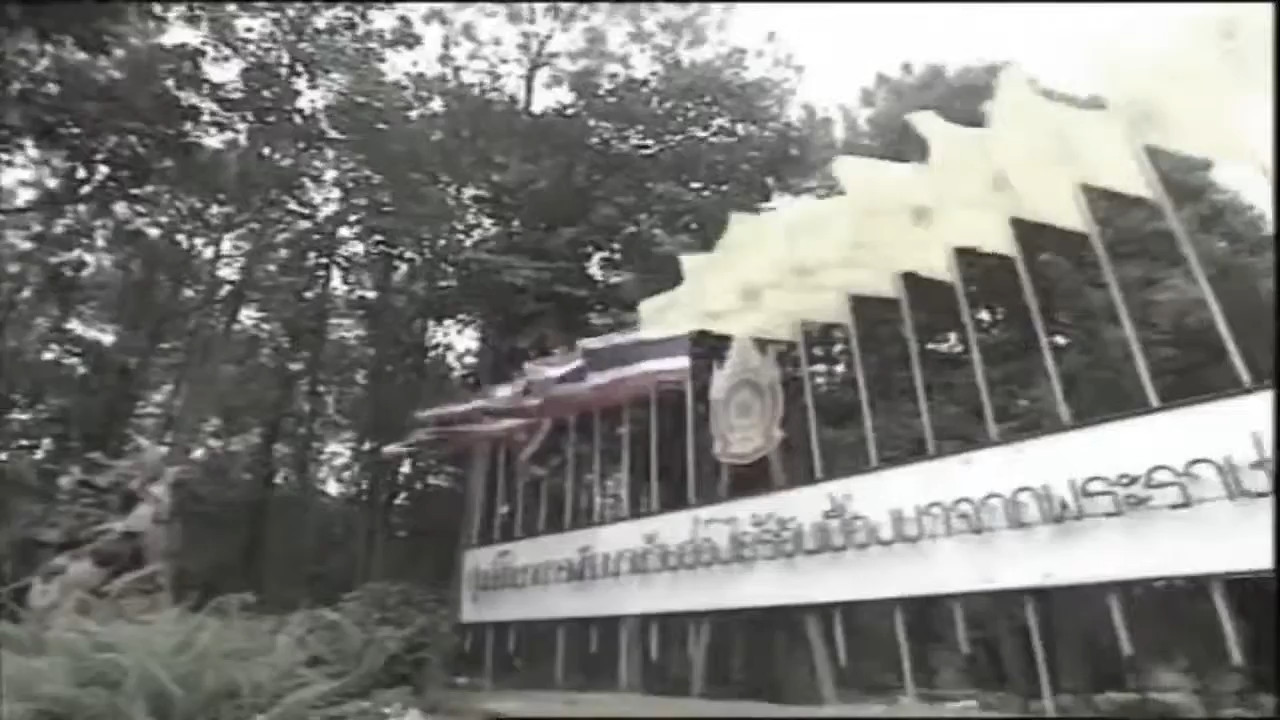 ศูนย์ศึกษาการพัฒนาห้วยฮ่องไคร้อันเนื่องมาจากพระราช